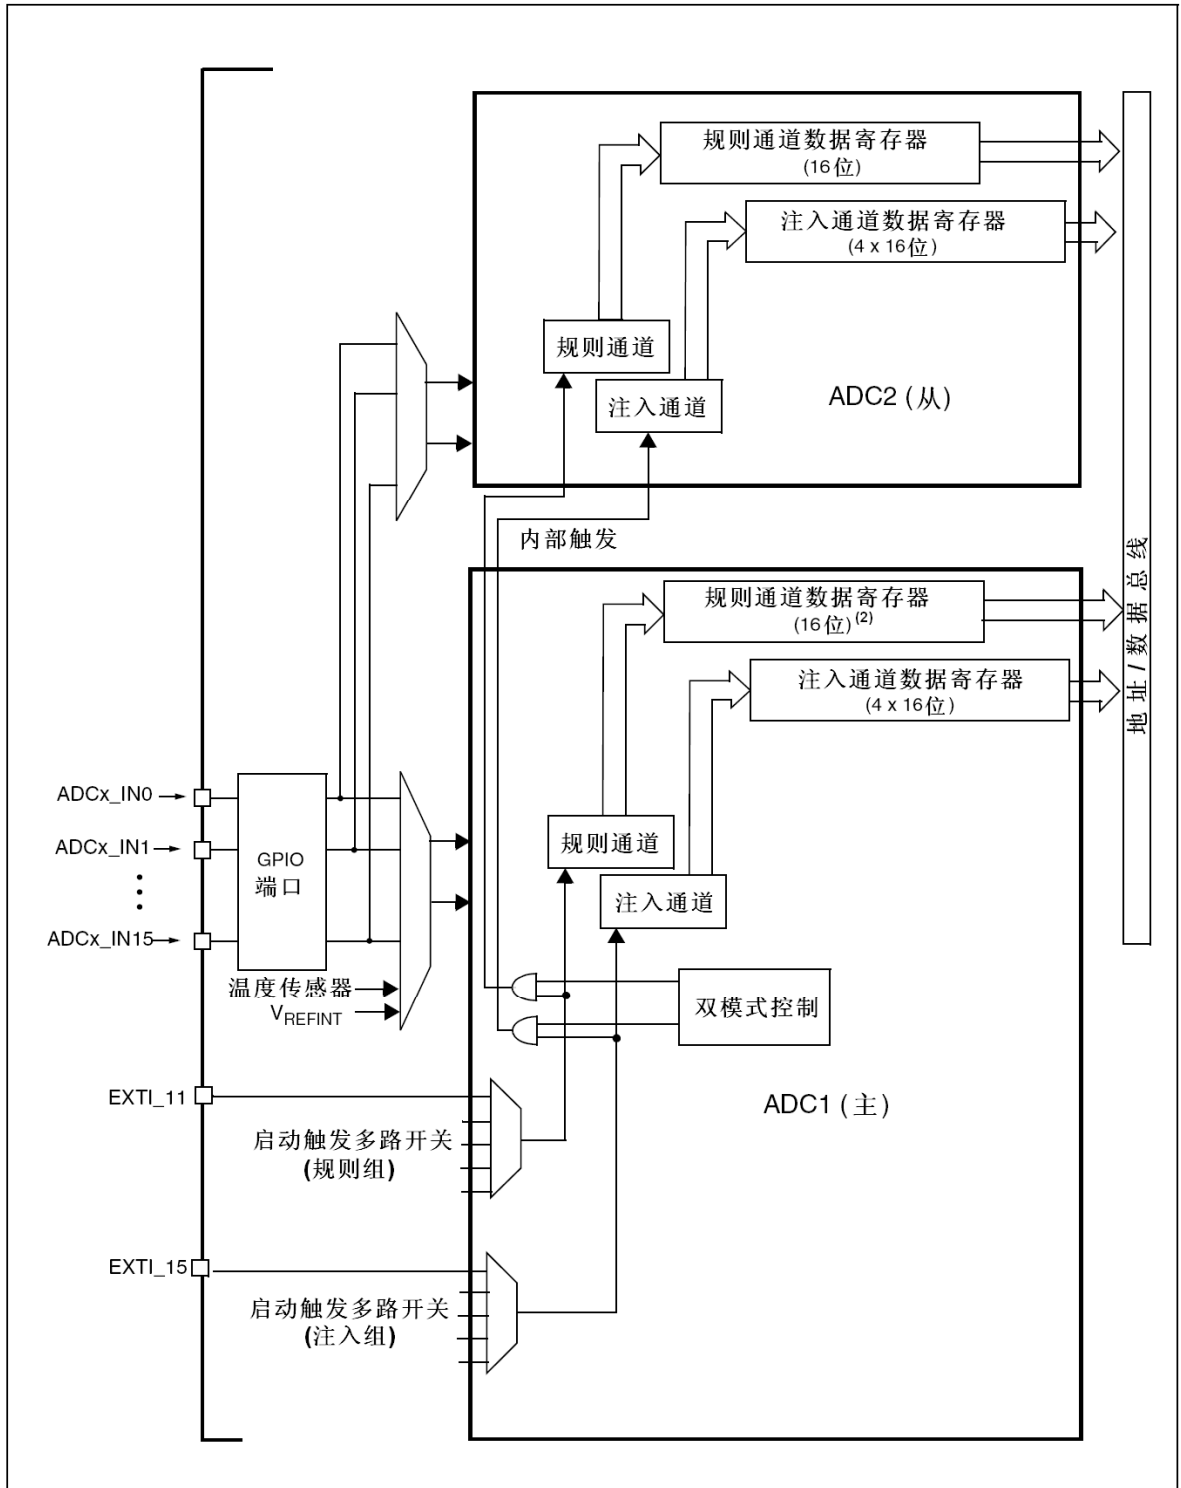 规则通道数据寄存器
(16位)
注入通道数据寄存器
(4 x 16位)
规则通道
注入通道
ADC2 (从)
内部触发
地址/数据总线
规则通道数据寄存器
(16位)(2)
注入通道数据寄存器
(4 x 16位)
ADCx_IN0
ADCx_IN1
ADCx_IN15
GPIO
端口
规则通道
注入通道
温度传感器
VREFINT
双模式控制
EXTI_11
启动触发多路开关
(规则组)
ADC1 (主)
EXTI_15
启动触发多路开关
(注入组)